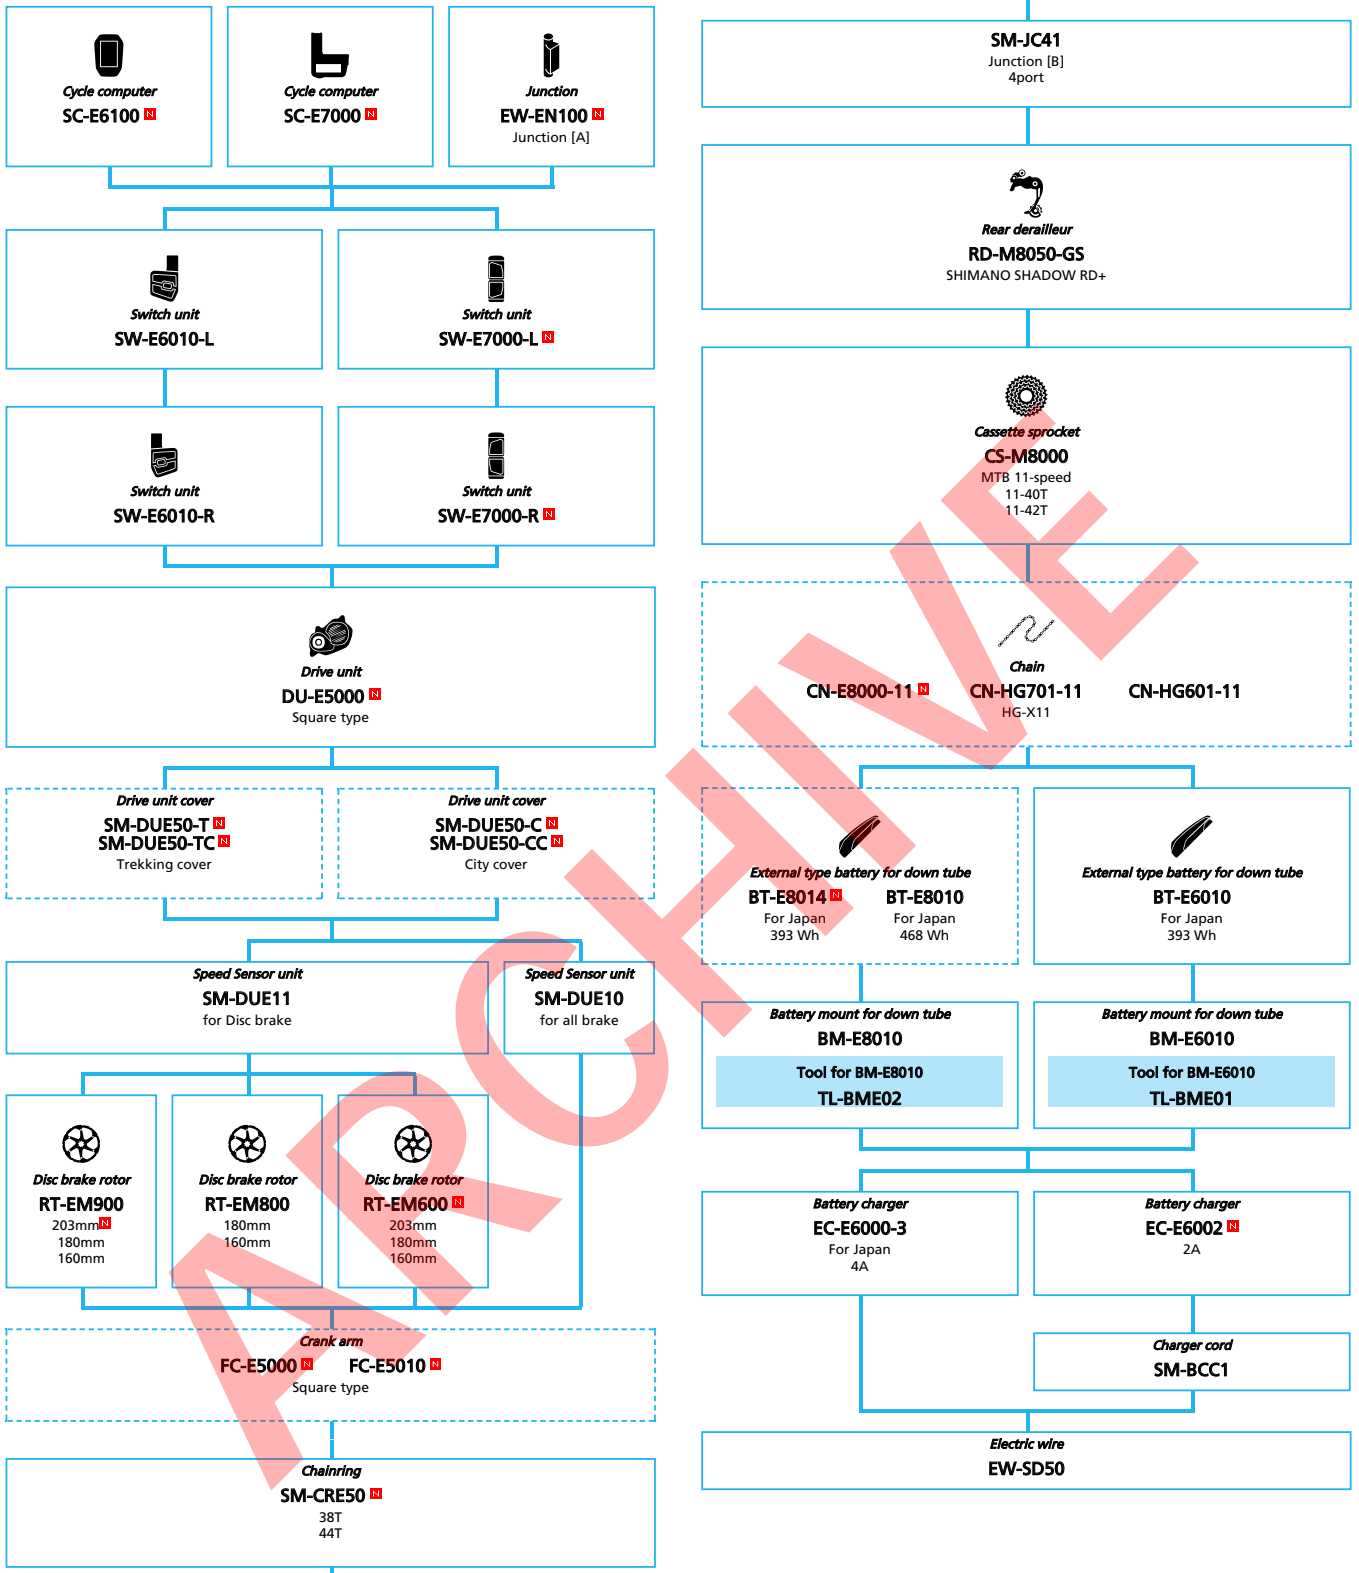 Cycle computer
SC-E6100 N
Cycle computer
SC-E7000 N
Junction
EW-EN100 N
Junction [A]
Switch unit
SW-E6010-L
Switch unit
SW-E7000-L N
Switch unit
SW-E6010-R
Switch unit
SW-E7000-R N
Drive unit
DU-E5000 N
Square type
Drive unit cover
SM-DUE50-T N
SM-DUE50-TC N
Trekking cover
Drive unit cover
SM-DUE50-C N
SM-DUE50-CC N
City cover
Speed Sensor unit
SM-DUE11
for Disc brake
Speed Sensor unit
SM-DUE10
for all brake
Disc brake rotor
RT-EM900
203mm N
180mm
160mm
Disc brake rotor
RT-EM800
180mm
160mm
Disc brake rotor
RT-EM600 N
203mm
180mm
160mm
Crank arm
FC-E5000 N FC-E5010 N
Square type
Chainring
SM-CRE50 N
38T
44T
SM-JC41
Junction [B]
4port
Rear derailleur
RD-M8050-GS
SHIMANO SHADOW RD+
Cassette sprocket
CS-M8000
MTB 11-speed
11-40T
11-42T
Chain
CN-E8000-11 N CN-HG701-11 CN-HG601-11
HG-X11
External type battery for down tube
BT-E8014 N BT-E8010
For Japan For Japan
393 Wh 468 Wh
External type battery for down tube
BT-E6010
For Japan
393 Wh
Battery mount for down tube
BM-E8010
Tool for BM-E8010
TL-BME02
Battery mount for down tube
BM-E6010
Tool for BM-E6010
TL-BME01
Battery charger
EC-E6000-3
For Japan
4A
Battery charger
EC-E6002 N
2A
Charger cord
SM-BCC1
Electric wire
EW-SD50
ARCHIVE